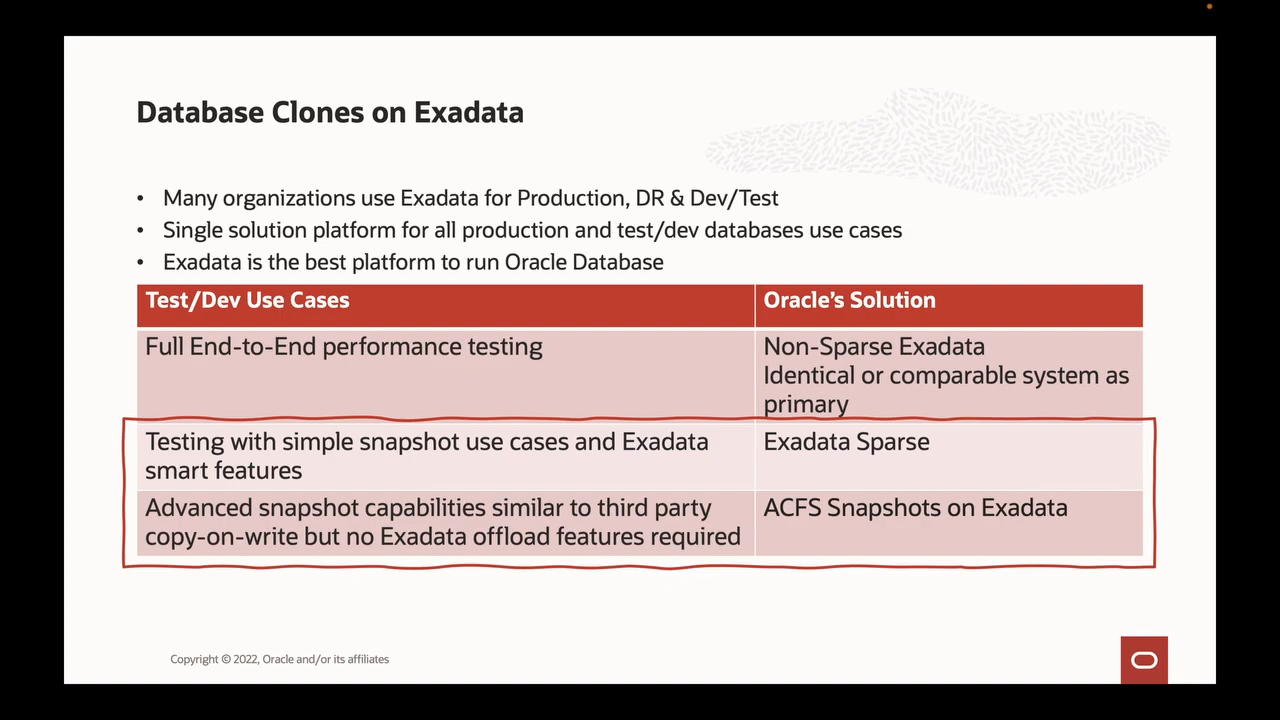 Database Clones on Exadata
• Many organizations use Exadata for Production, DR & Dev/Test
• Single solution platform for all production and test/dev databases use cases
• Exadata is the best platform to run Oracle Database
Test/Dev Use Cases
Oracle’s Solution
Full End-to-End performance testing
Non-Sparse Exadata
Identical or comparable system as
primary
Testing with simple snapshot use cases and Exadata
smart features
Exadata Sparse
Advanced snapshot capabilities similar to third party
copy-on-write but no Exadata offload features required
ACFS Snapshots on Exadata
Copyright © 2022, Oracle and/or its affiliates